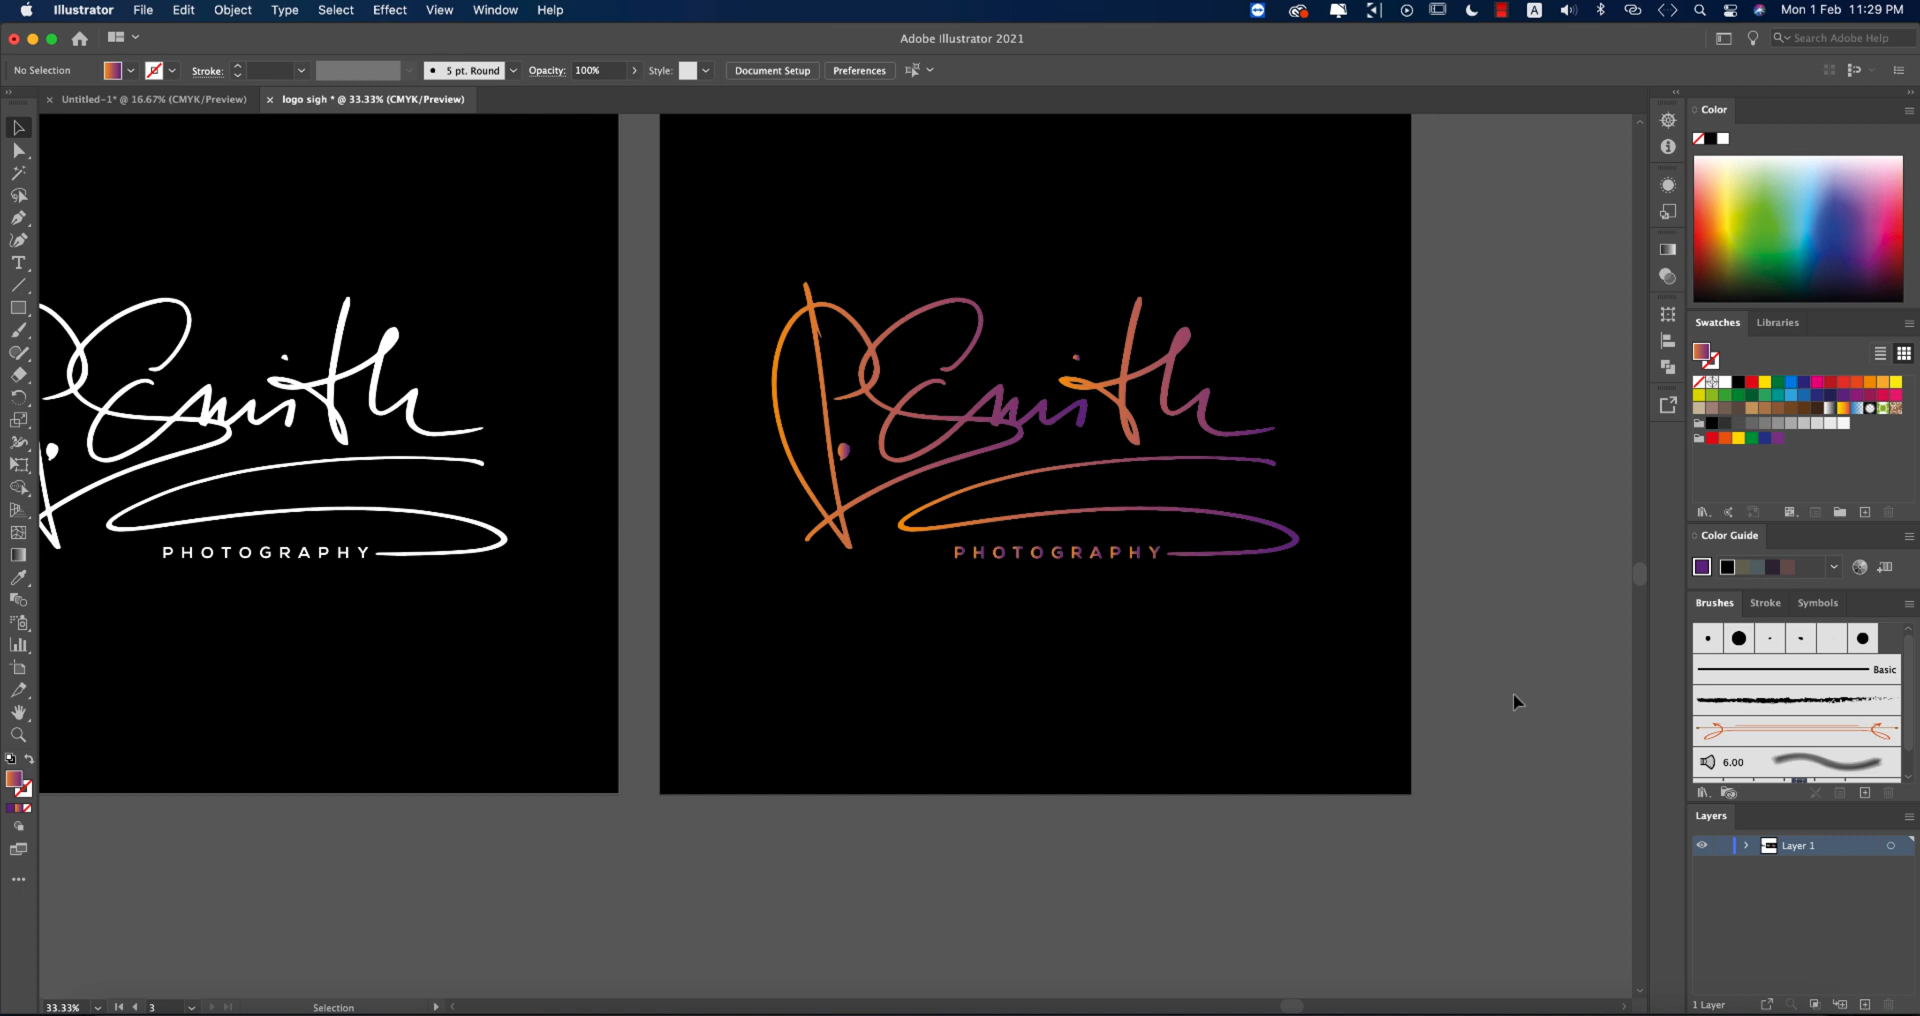 Illustrator File Edit Object Type Select Effect View Window Help A Mon 1 Feb 11:29 PM
Adobe Illustrator 2021 Search Adobe Help
No Selection Stroke: 5 pt. Round Opacity: 100% Style: Document Setup Preferences
× Untitled-1* @ 16.67% (CMYK/Preview) × logo sigh * @ 33.33% (CMYK/Preview)
Color
Swatches Libraries
Smith
PHOTOGRAPHY
P. Smith
PHOTOGRAPHY
Color Guide
Brushes Stroke Symbols
Basic
6.00
Layers
Layer 1
1 Layer
33.33% 3 Selection